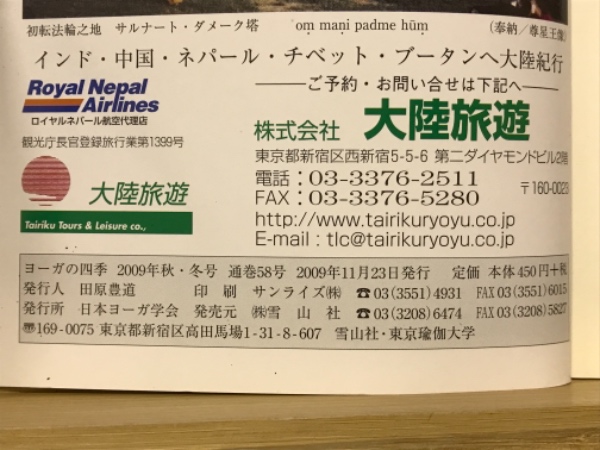 初転法輪之地 サルナート・ダメーク塔 oṃ maṇi padme hūṃ (奉納／尊星王像)
インド・中国・ネパール・チベット・ブータンへ大陸紀行
ご予約・お問い合せは下記へ
Royal Nepal Airlines
ロイヤルネパール航空代理店
観光庁長官登録旅行業第1399号
大陸旅遊
Tairiku Tours & Leisure co.,
株式会社 大陸旅遊
東京都新宿区西新宿5-5-6 第二ダイヤモンドビル2階
電話：03-3376-2511
FAX：03-3376-5280
〒160-0023
http://www.tairikuryoyu.co.jp
E-mail : tlc@tairikuryoyu.co.jp
ヨーガの四季 2009年秋・冬号 通巻58号 2009年11月23日発行 定価 本体450円+税
発行人 田原豊道 印刷 サンライズ㈱ ☎03(3551)4931 FAX 03(3551)6015
発行所 日本ヨーガ学会 発売元 ㈱雪山社 ☎03(3208)6474 FAX 03(3208)5827
〠169-0075 東京都新宿区高田馬場1-31-8-607 雪山社・東京瑜伽大学